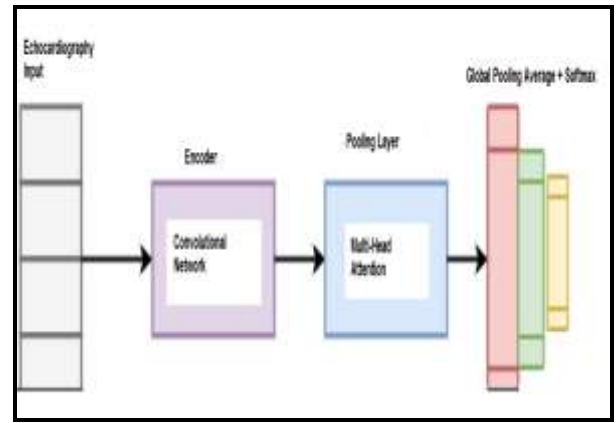 Echocardiography
Input
Encoder
Convolutional
Network
Pooling Layer
Multi-Head
Attention
Global Pooling Average + Softmax